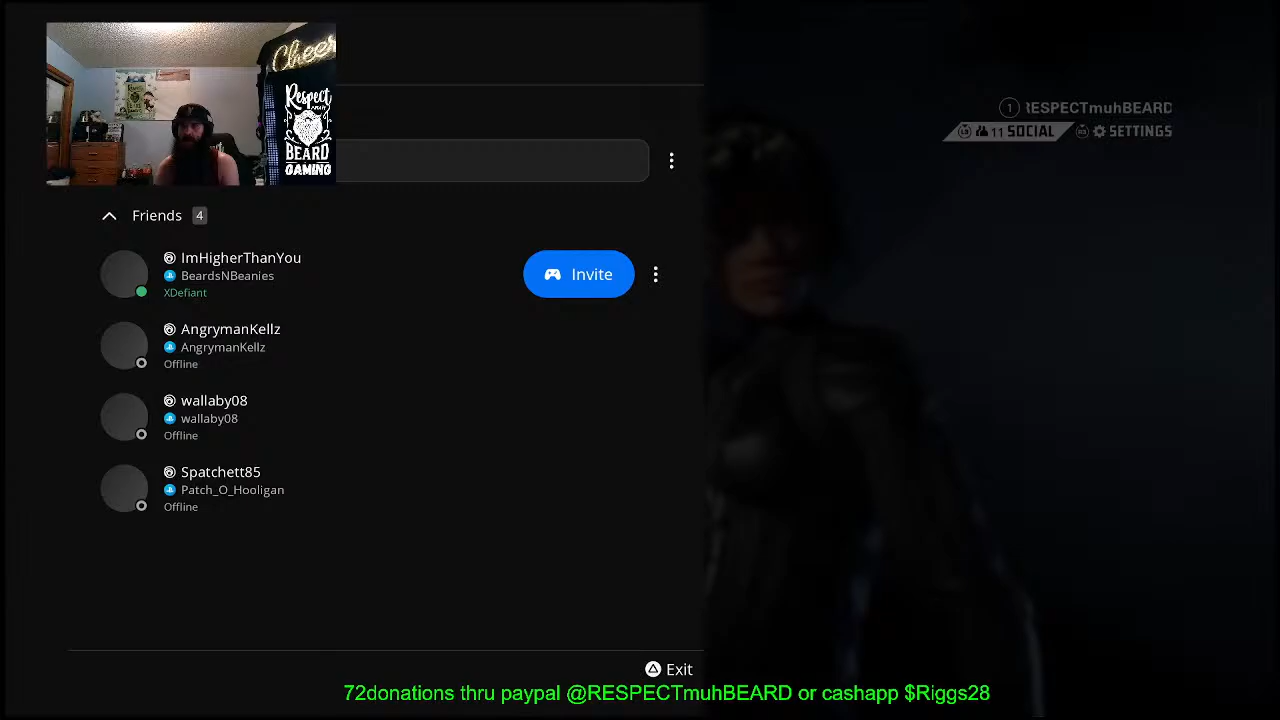 Cheer
Respect
BEARD
GAMING
1 RESPECTmuhBEARD
11 SOCIAL
SETTINGS
Friends 4
ImHigherThanYou
BeardsNBeanies
XDefiant
Invite
AngrymanKellz
AngrymanKellz
Offline
wallaby08
wallaby08
Offline
Spatchett85
Patch_O_Hooligan
Offline
Exit
72donations thru paypal @RESPECTmuhBEARD or cashapp $Riggs28